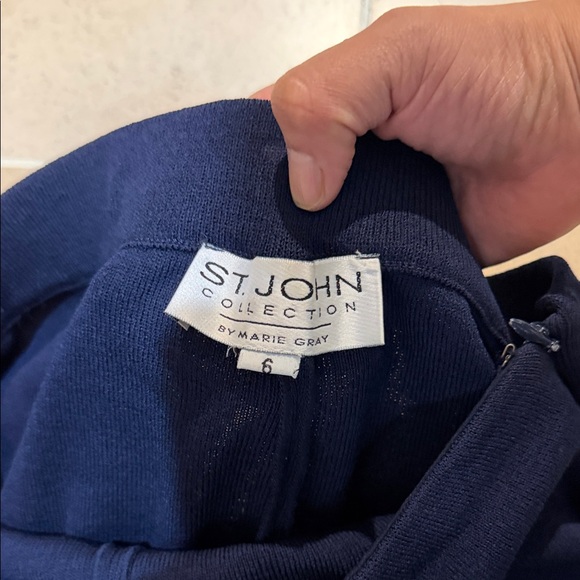 ST. JOHN
COLLECTION
BY MARIE GRAY
6